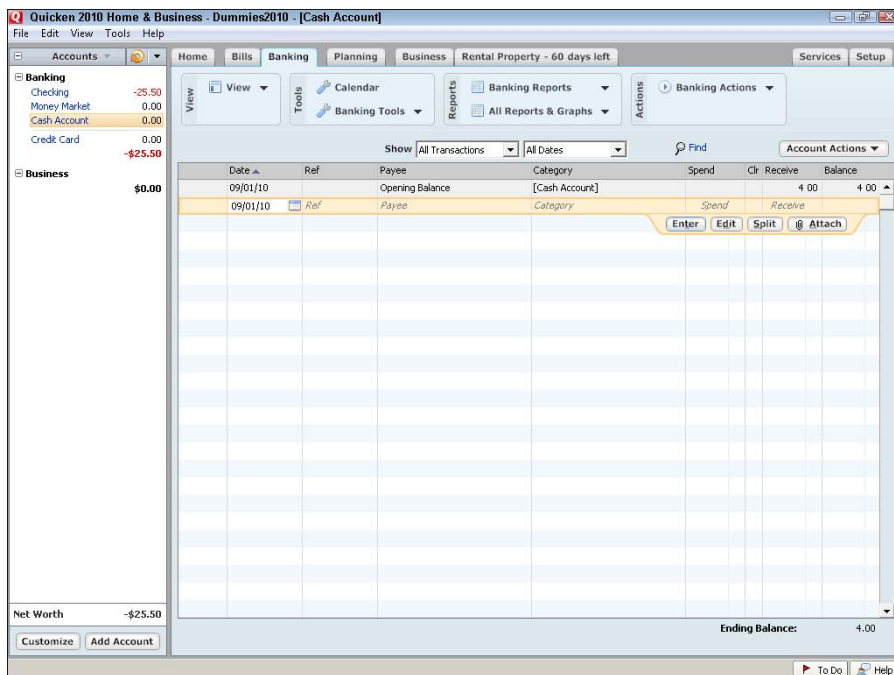 Quicken 2010 Home & Business - Dummies2010 - [Cash Account]
File Edit View Tools Help
Accounts
Home Bills Banking Planning Business Rental Property - 60 days left Services Setup
Banking
Checking -25.50
Money Market 0.00
Cash Account 0.00
Credit Card 0.00
-$25.50
Business
$0.00
View
View
Tools
Calendar
Banking Tools
Reports
Banking Reports
All Reports & Graphs
Actions
Banking Actions
Show All Transactions All Dates Find Account Actions
Date Ref Payee Category Spend Clr Receive Balance
09/01/10 Opening Balance [Cash Account] 4 00 4 00
09/01/10 Ref Payee Category Spend Receive
Enter Edit Split Attach
Net Worth -$25.50
Ending Balance: 4.00
Customize Add Account
To Do Help